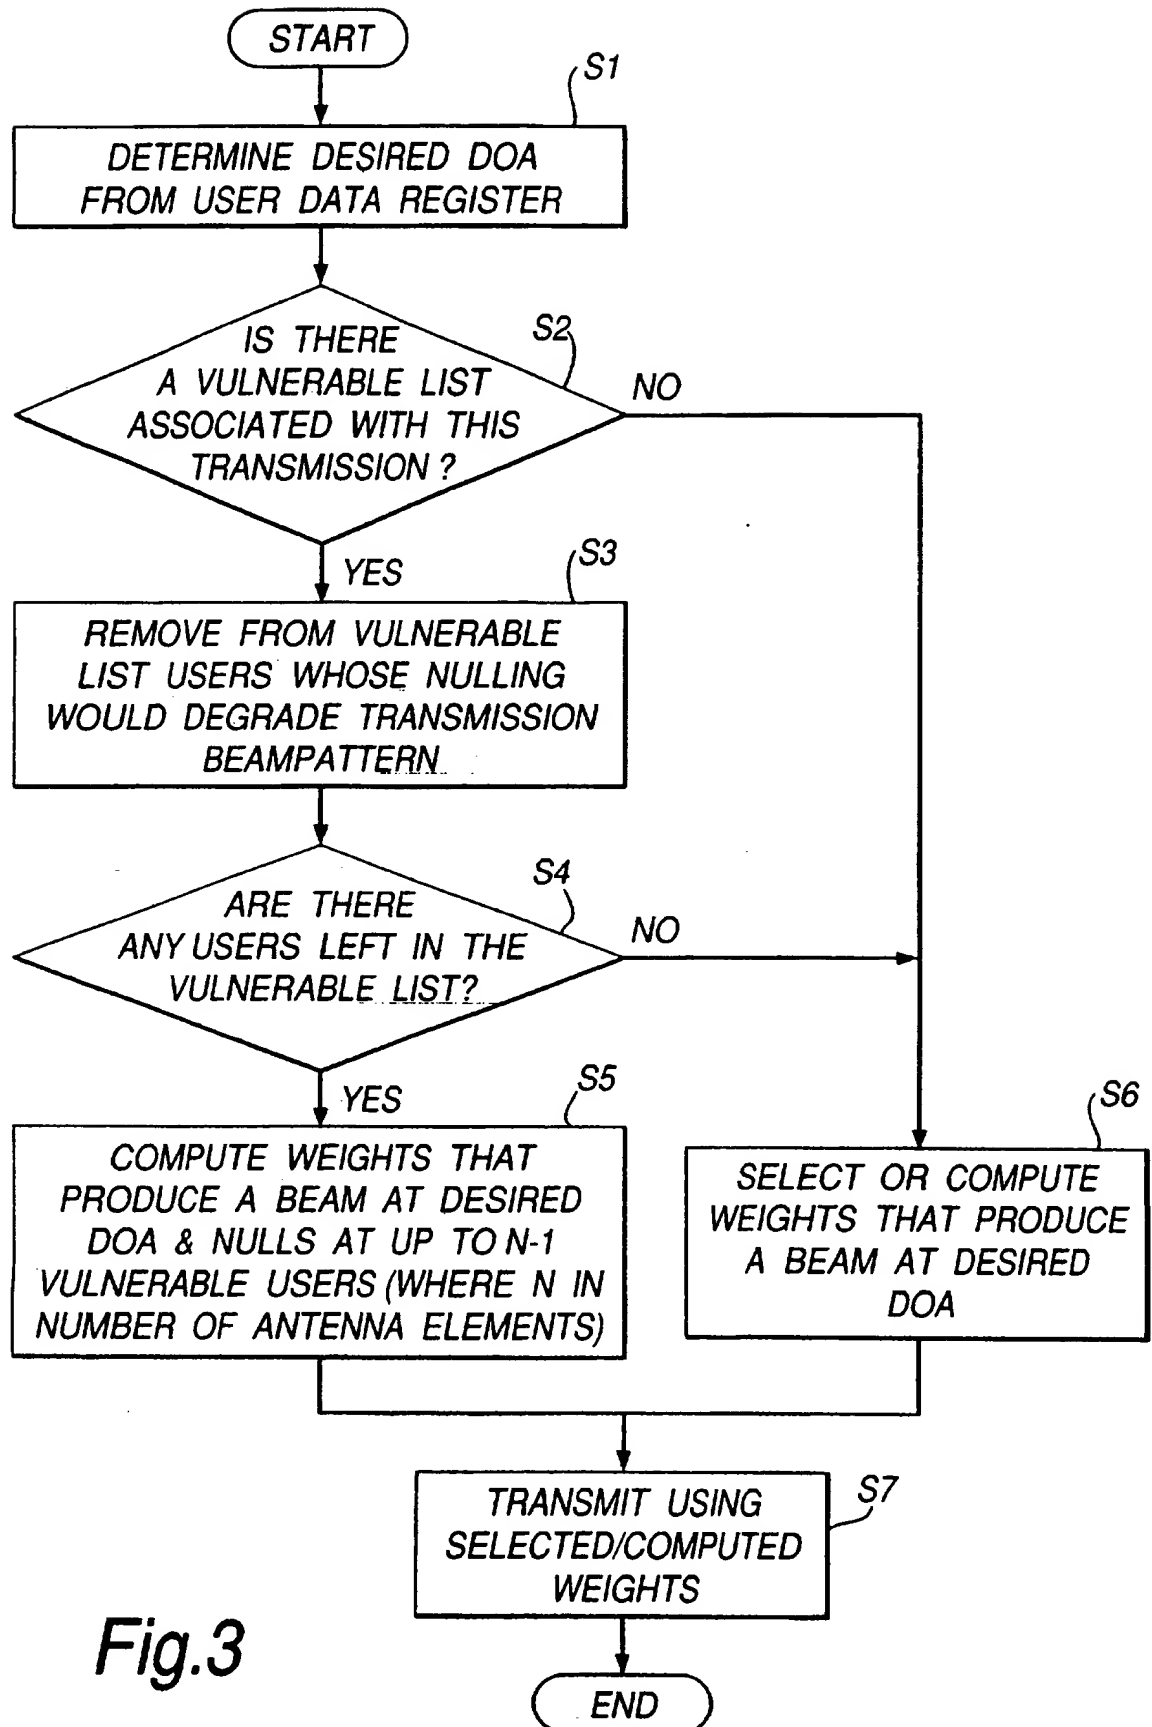 START
S1
DETERMINE DESIRED DOA
FROM USER DATA REGISTER
S2
IS THERE
A VULNERABLE LIST
ASSOCIATED WITH THIS
TRANSMISSION ?
NO
YES
S3
REMOVE FROM VULNERABLE
LIST USERS WHOSE NULLING
WOULD DEGRADE TRANSMISSION
BEAMPATTERN
S4
ARE THERE
ANY USERS LEFT IN THE
VULNERABLE LIST?
NO
YES
S5
COMPUTE WEIGHTS THAT
PRODUCE A BEAM AT DESIRED
DOA & NULLS AT UP TO N-1
VULNERABLE USERS (WHERE N IN
NUMBER OF ANTENNA ELEMENTS)
S6
SELECT OR COMPUTE
WEIGHTS THAT PRODUCE
A BEAM AT DESIRED
DOA
S7
TRANSMIT USING
SELECTED/COMPUTED
WEIGHTS
Fig.3
END